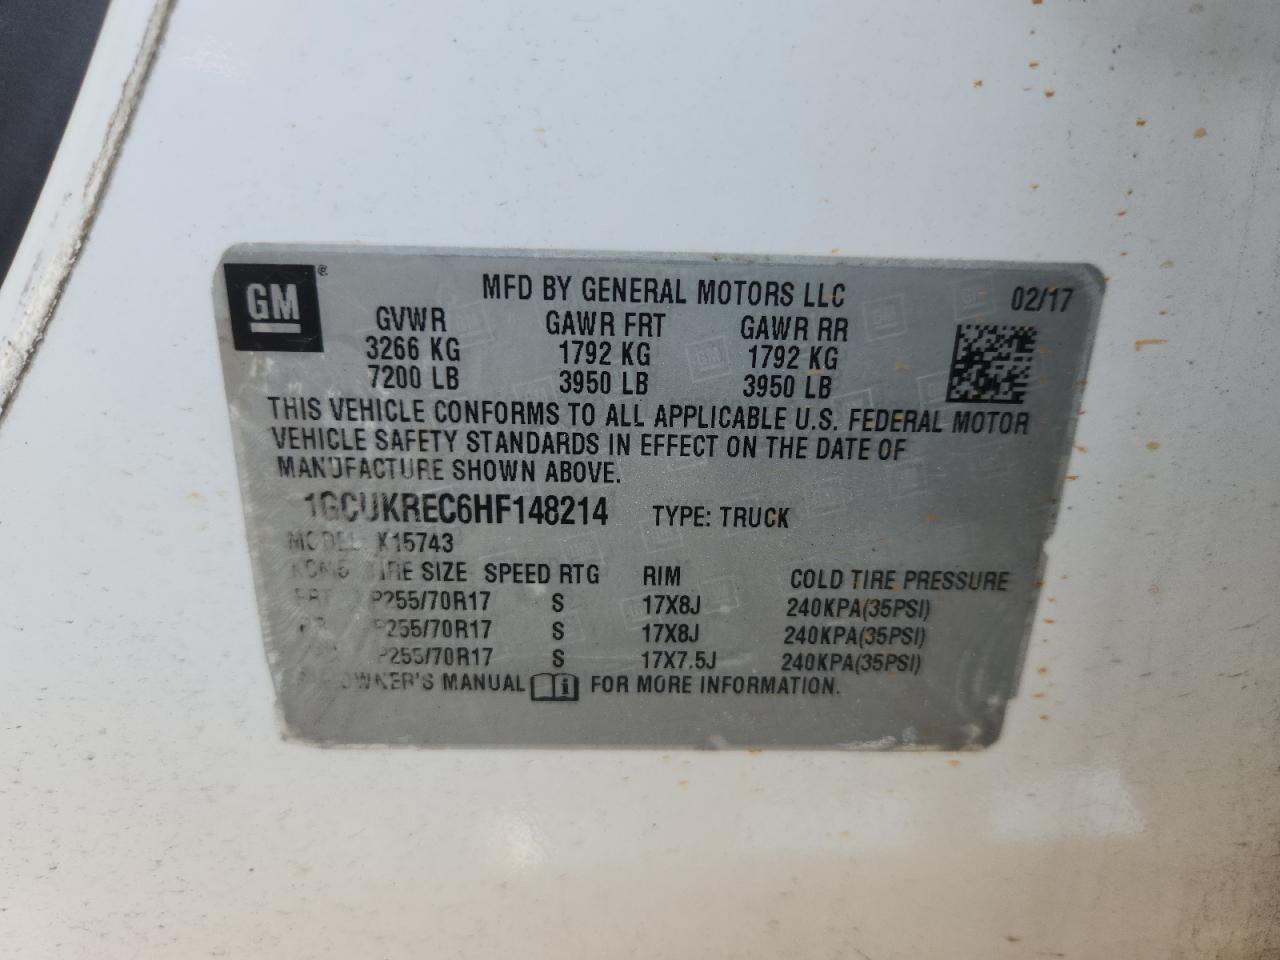 GM ®
MFD BY GENERAL MOTORS LLC 02/17
GVWR GAWR FRT GAWR RR
3266 KG 1792 KG 1792 KG
7200 LB 3950 LB 3950 LB
THIS VEHICLE CONFORMS TO ALL APPLICABLE U.S. FEDERAL MOTOR
VEHICLE SAFETY STANDARDS IN EFFECT ON THE DATE OF
MANUFACTURE SHOWN ABOVE.
1GCUKREC6HF148214 TYPE: TRUCK
MODEL: K15743
TIRE SIZE SPEED RTG RIM COLD TIRE PRESSURE
FRT P255/70R17 S 17X8J 240KPA(35PSI)
RR P255/70R17 S 17X8J 240KPA(35PSI)
P255/70R17 S 17X7.5J 240KPA(35PSI)
OWNER'S MANUAL FOR MORE INFORMATION.